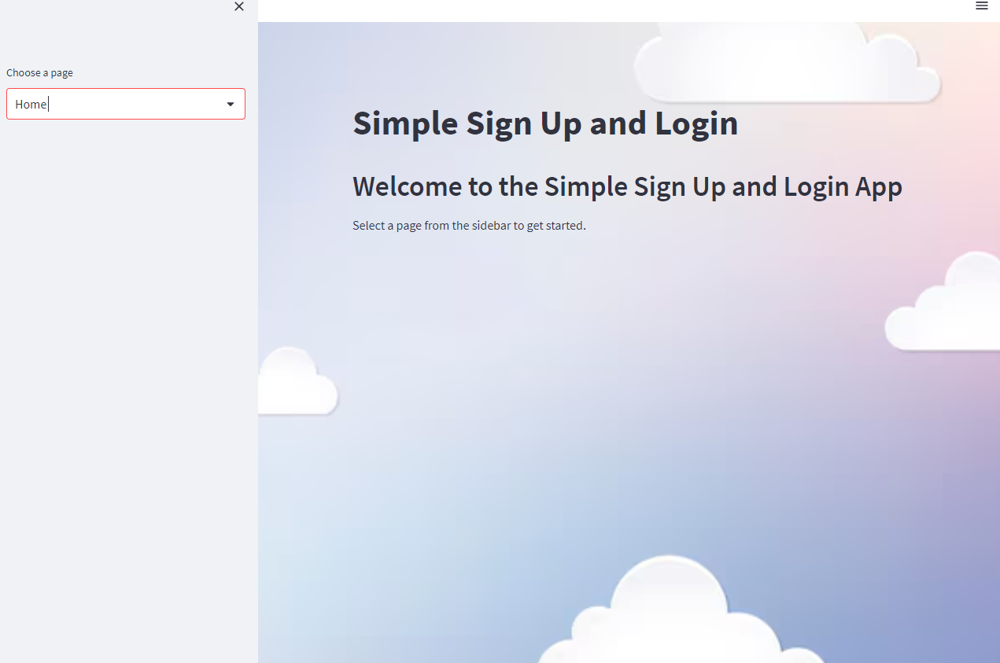 Choose a page
Home
Simple Sign Up and Login
Welcome to the Simple Sign Up and Login App
Select a page from the sidebar to get started.